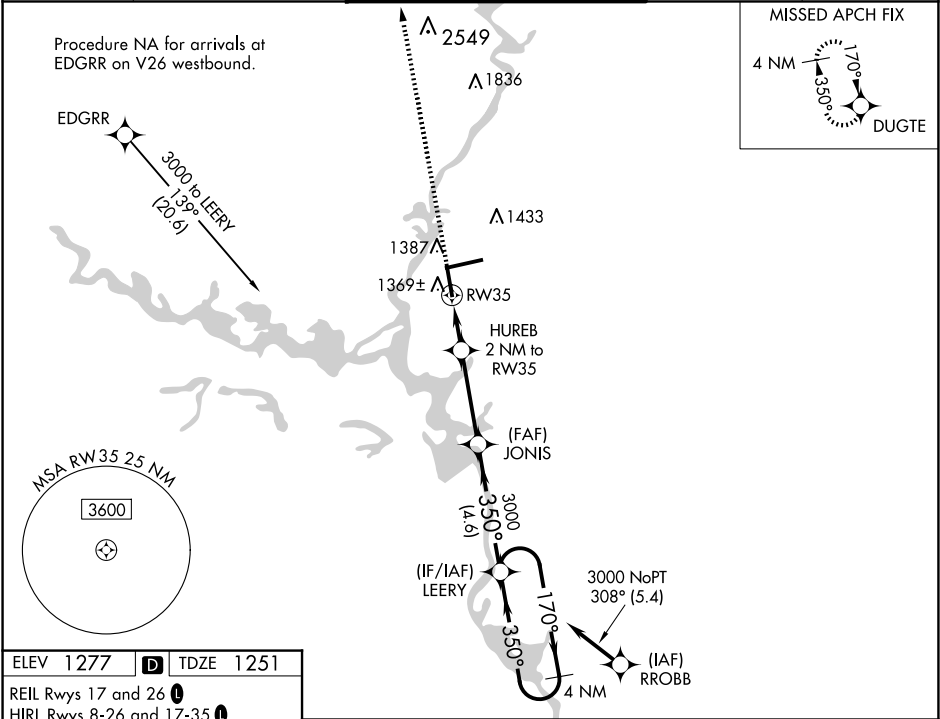 Procedure NA for arrivals at
EDGRR on V26 westbound.
2549
1836
MISSED APCH FIX
4 NM
170°
350°
DUGTE
EDGRR
3000 to LEERY
139°
(20.6)
1433
1387
1369±
RW35
HUREB
2 NM to
RW35
(FAF)
JONIS
3000
350°
(4.6)
MSA RW35 25 NM
3600
(IF/IAF)
LEERY
170°
350°
4 NM
3000 NoPT
308° (5.4)
(IAF)
RROBB
ELEV 1277 D TDZE 1251
REIL Rwys 17 and 26 L
HIRL Rwys 8-26 and 17-35 L